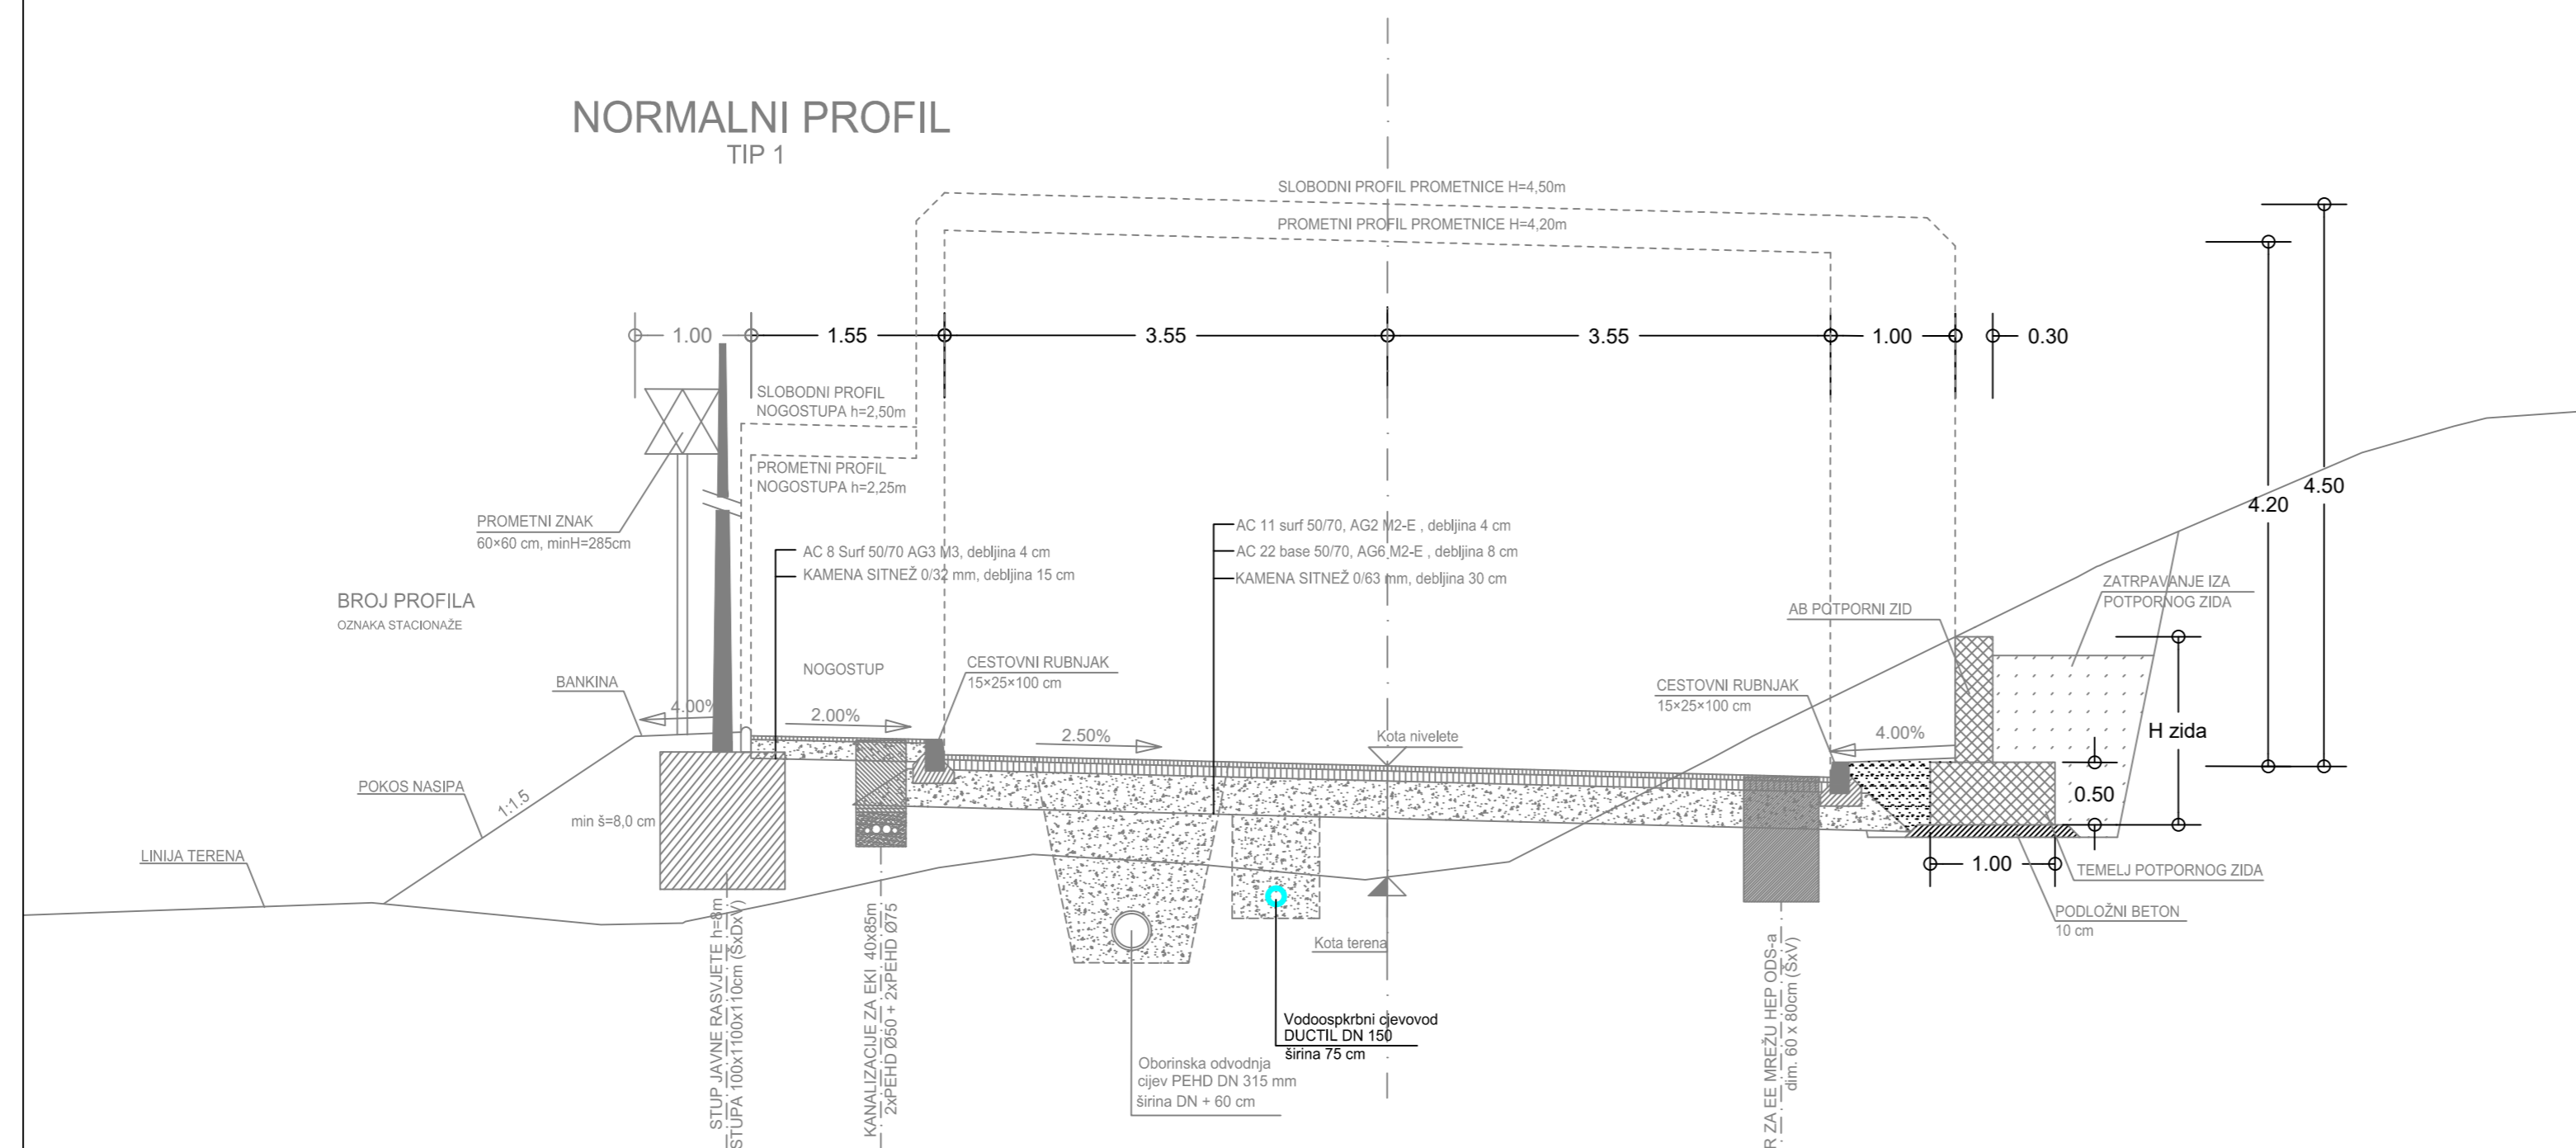 NORMALNI PROFIL
TIP 1
SLOBODNI PROFIL PROMETNICE H=4,50m
PROMETNI PROFIL PROMETNICE H=4,20m
1.00
1.55
3.55
3.55
1.00
0.30
SLOBODNI PROFIL
NOGOSTUPA h=2,50m
PROMETNI PROFIL
NOGOSTUPA h=2,25m
4.50
4.20
PROMETNI ZNAK
60×60 cm, minH=285cm
AC 8 Surf 50/70 AG3 M3, debljina 4 cm
KAMENA SITNEŽ 0/32 mm, debljina 15 cm
AC 11 surf 50/70, AG2 M2-E , debljina 4 cm
AC 22 base 50/70, AG6 M2-E , debljina 8 cm
KAMENA SITNEŽ 0/63 mm, debljina 30 cm
BROJ PROFILA
OZNAKA STACIONAŽE
ZATRPAVANJE IZA
POTPORNOG ZIDA
AB POTPORNI ZID
NOGOSTUP
CESTOVNI RUBNJAK
15×25×100 cm
BANKINA
CESTOVNI RUBNJAK
15×25×100 cm
4.00%
2.00%
2.50%
Kota nivelete
4.00%
H zida
POKOS NASIPA
1:1.5
min š=8,0 cm
0.50
LINIJA TERENA
1.00
TEMELJ POTPORNOG ZIDA
PODLOŽNI BETON
10 cm
Kota terena
STUP JAVNE RASVJETE h=8m
STUPA 100x1100x110cm (ŠxDxV)
KANALIZACIJE ZA EKI 40x85m
2xPEHD Ø50 + 2xPEHD Ø75
Vodoospkrbni cjevovod
DUCTIL DN 150
širina 75 cm
Oborinska odvodnja
cijev PEHD DN 315 mm
širina DN + 60 cm
R ZA EE MREŽU HEP ODS-a
dim. 60 x 80cm (ŠxV)